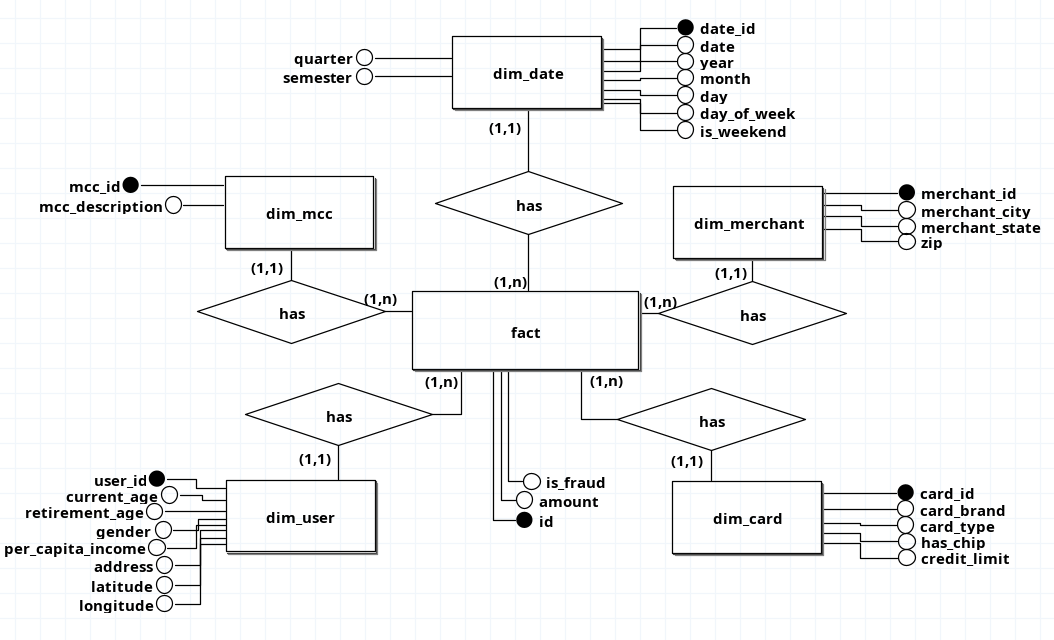 quarter
semester
dim_date
date_id
date
year
month
day
day_of_week
is_weekend
(1,1)
has
(1,n)
mcc_id
mcc_description
dim_mcc
(1,1)
has
(1,n)
dim_merchant
merchant_id
merchant_city
merchant_state
zip
(1,1)
(1,n)
has
fact
(1,n)
has
(1,1)
(1,n)
has
(1,1)
user_id
current_age
retirement_age
gender
per_capita_income
address
latitude
longitude
dim_user
is_fraud
amount
id
dim_card
card_id
card_brand
card_type
has_chip
credit_limit